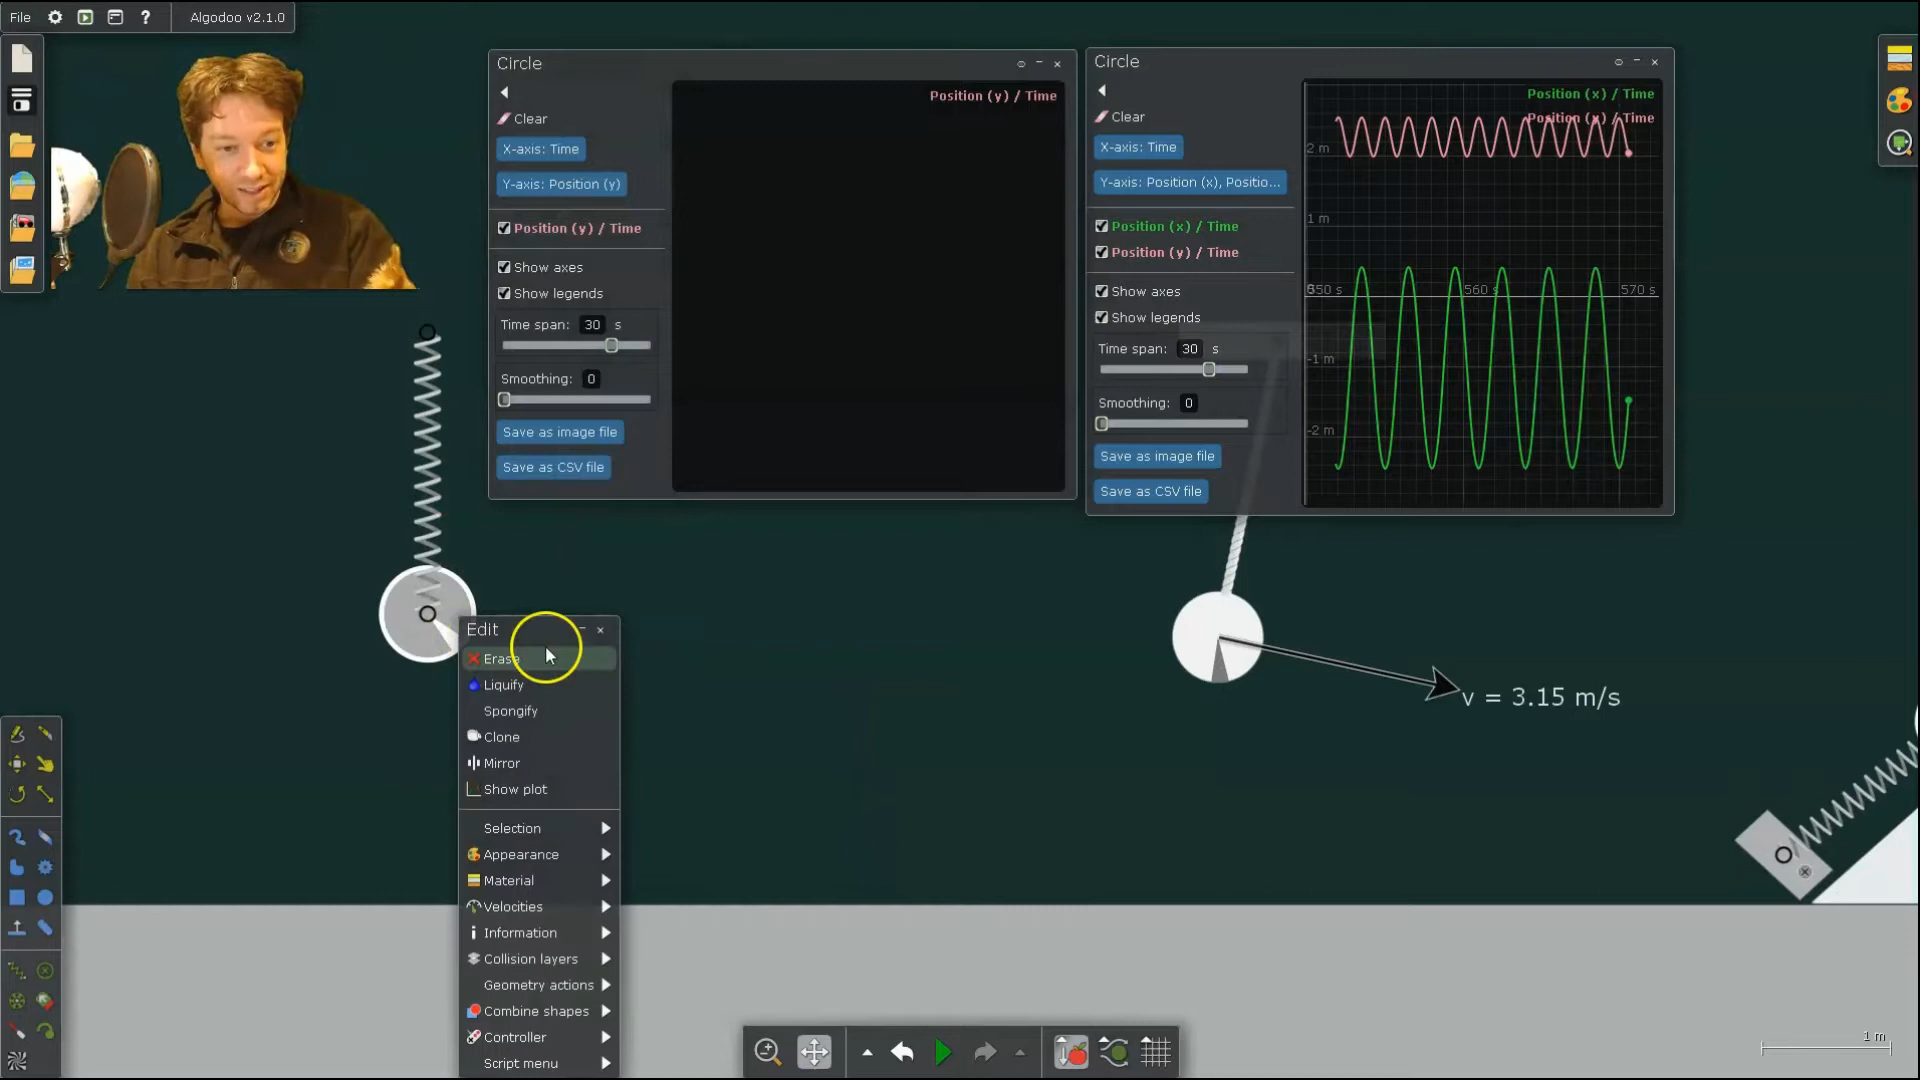 File
?
Algodoo v2.1.0
Circle
Clear
X-axis: Time
Y-axis: Position (y)
Position (y) / Time
Show axes
Show legends
Time span: 30 s
Smoothing: 0
Save as image file
Save as CSV file
Position (y) / Time
Circle
Clear
X-axis: Time
Y-axis: Position (x), Positio...
Position (x) / Time
Position (y) / Time
Show axes
Show legends
Time span: 30 s
Smoothing: 0
Save as image file
Save as CSV file
Position (x) / Time
Position (y) / Time
2 m
1 m
560 s
570 s
-1 m
-2 m
Edit
Erase
Liquify
Spongify
Clone
Mirror
Show plot
Selection
Appearance
Material
Velocities
Information
Collision layers
Geometry actions
Combine shapes
Controller
Script menu
v = 3.15 m/s
1 m